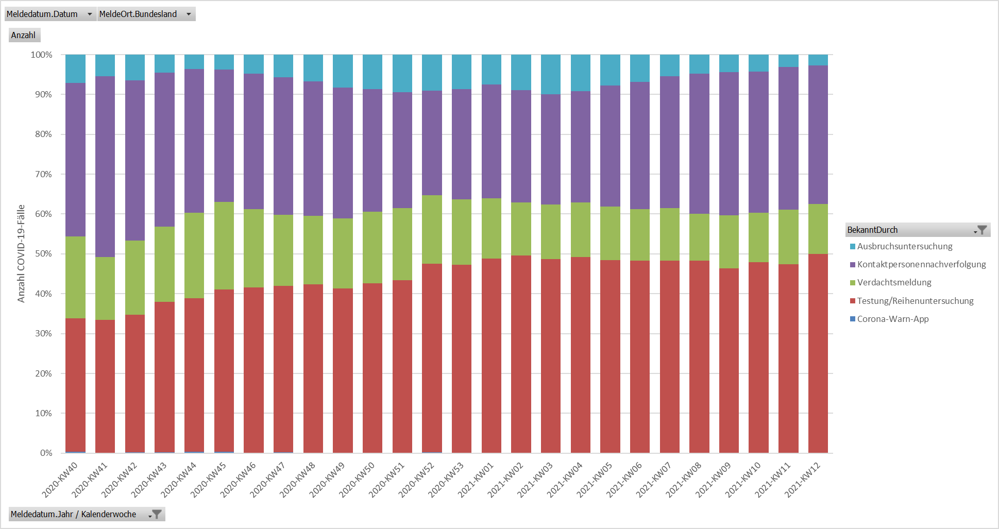 Meldedatum.Datum MeldeOrt.Bundesland
Anzahl
Anzahl COVID-19-Fälle
100%
90%
80%
70%
60%
50%
40%
30%
20%
10%
0%
2020-KW40
2020-KW41
2020-KW42
2020-KW43
2020-KW44
2020-KW45
2020-KW46
2020-KW47
2020-KW48
2020-KW49
2020-KW50
2020-KW51
2020-KW52
2020-KW53
2021-KW01
2021-KW02
2021-KW03
2021-KW04
2021-KW05
2021-KW06
2021-KW07
2021-KW08
2021-KW09
2021-KW10
2021-KW11
2021-KW12
BekanntDurch
Ausbruchsuntersuchung
Kontaktpersonennachverfolgung
Verdachtsmeldung
Testung/Reihenuntersuchung
Corona-Warn-App
Meldedatum.Jahr / Kalenderwoche